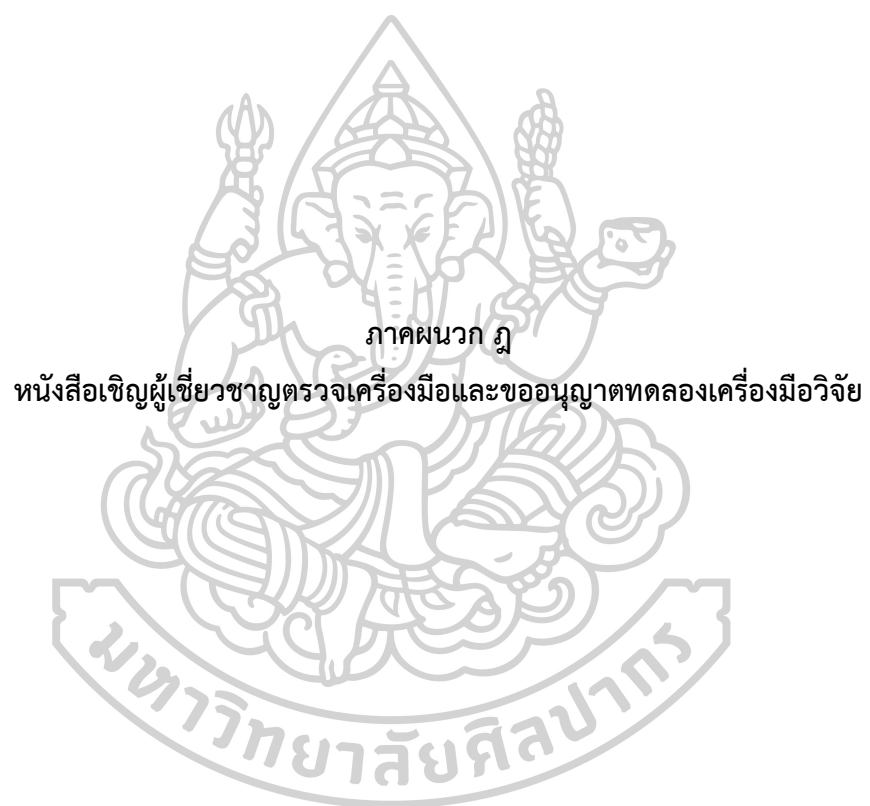 ภาคผนวก ฎ
หนังสือเชิญผู้เชี่ยวชาญตรวจเครื่องมือและขออนุญาตทดลองเครื่องมือวิจัย
มหาวิทยาลัยศิลปากร